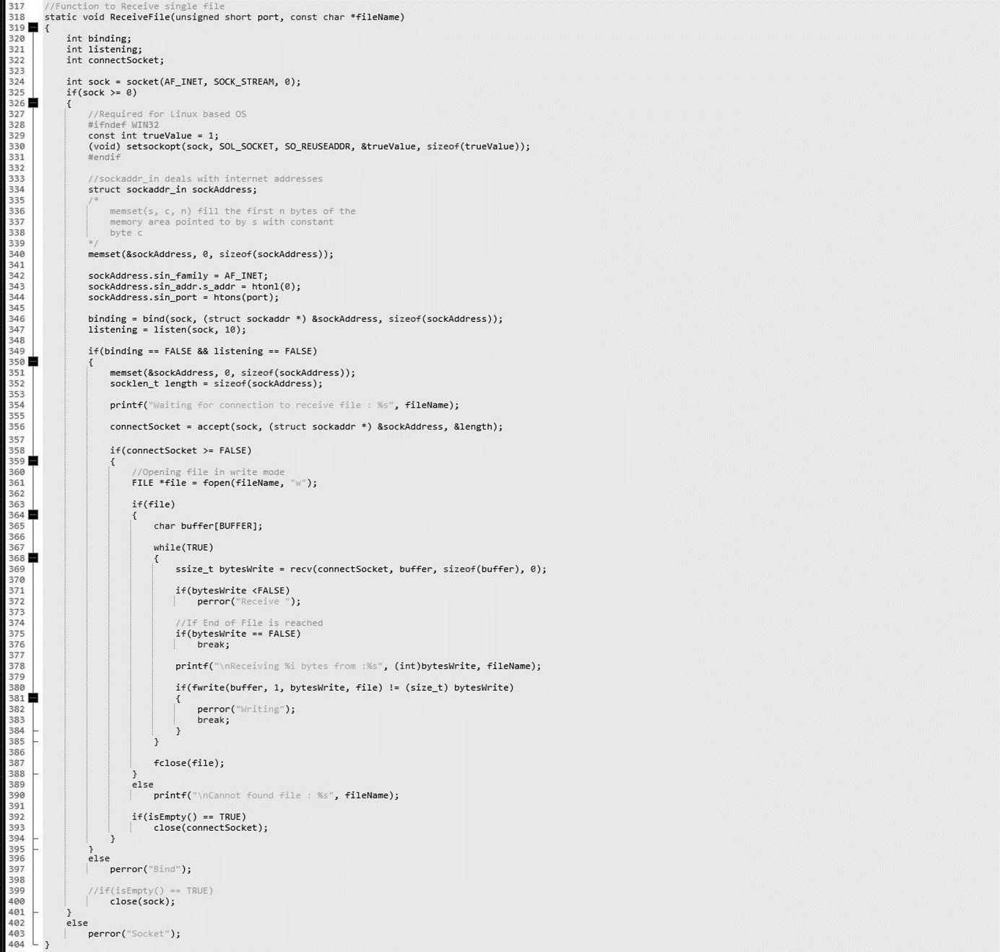 317 //Function to Receive single file
318 static void ReceiveFile(unsigned short port, const char *fileName)
319 {
320     int binding;
321     int listening;
322     int connectSocket;
323
324     int sock = socket(AF_INET, SOCK_STREAM, 0);
325     if(sock >= 0)
326     {
327         //Required for Linux based OS
328         #ifndef WIN32
329         const int trueValue = 1;
330         (void) setsockopt(sock, SOL_SOCKET, SO_REUSEADDR, &trueValue, sizeof(trueValue));
331         #endif
332
333         //sockaddr_in deals with internet addresses
334         struct sockaddr_in sockAddress;
335         /*
336             memset(s, c, n) fill the first n bytes of the
337             memory area pointed to by s with constant
338             byte c
339         */
340         memset(&sockAddress, 0, sizeof(sockAddress));
341
342         sockAddress.sin_family = AF_INET;
343         sockAddress.sin_addr.s_addr = htonl(0);
344         sockAddress.sin_port = htons(port);
345
346         binding = bind(sock, (struct sockaddr *) &sockAddress, sizeof(sockAddress));
347         listening = listen(sock, 10);
348
349         if(binding == FALSE && listening == FALSE)
350         {
351             memset(&sockAddress, 0, sizeof(sockAddress));
352             socklen_t length = sizeof(sockAddress);
353
354             printf("Waiting for connection to receive file : %s", fileName);
355
356             connectSocket = accept(sock, (struct sockaddr *) &sockAddress, &length);
357
358             if(connectSocket >= FALSE)
359             {
360                 //Opening file in write mode
361                 FILE *file = fopen(fileName, "w");
362
363                 if(file)
364                 {
365                     char buffer[BUFFER];
366
367                     while(TRUE)
368                     {
369                         ssize_t bytesWrite = recv(connectSocket, buffer, sizeof(buffer), 0);
370
371                         if(bytesWrite <FALSE)
372                             perror("Receive ");
373
374                         //If End of File is reached
375                         if(bytesWrite == FALSE)
376                             break;
377
378                         printf("\nReceiving %i bytes from :%s", (int)bytesWrite, fileName);
379
380                         if(fwrite(buffer, 1, bytesWrite, file) != (size_t) bytesWrite)
381                         {
382                             perror("Writing");
383                             break;
384                         }
385                     }
386
387                     fclose(file);
388                 }
389                 else
390                     printf("\nCannot found file : %s", fileName);
391
392                 if(isEmpty() == TRUE)
393                     close(connectSocket);
394             }
395         }
396         else
397             perror("Bind");
398
399         //if(isEmpty() == TRUE)
400             close(sock);
401     }
402     else
403         perror("Socket");
404 }